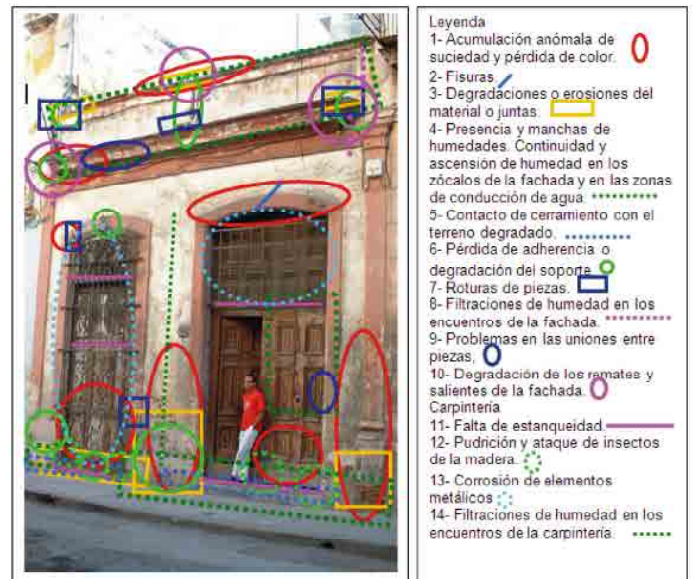 Leyenda
1- Acumulación anómala de
suciedad y pérdida de color.
2- Fisuras
3- Degradaciones o erosiones del
material o juntas.
4- Presencia y manchas de
humedades. Continuidad y
ascensión de humedad en los
zócalos de la fachada y en las zonas
de conducción de agua.
5- Contacto de cerramiento con el
terreno degradado.
6- Pérdida de adherencia o
degradación del soporte.
7- Roturas de piezas.
8- Filtraciones de humedad en los
encuentros de la fachada.
9- Problemas en las uniones entre
piezas,
10- Degradación de los remates y
salientes de la fachada.
Carpintería
11- Falta de estanqueidad.
12- Pudrición y ataque de insectos
de la madera.
13- Corrosión de elementos
metálicos
14- Filtraciones de humedad en los
encuentros de la carpintería.